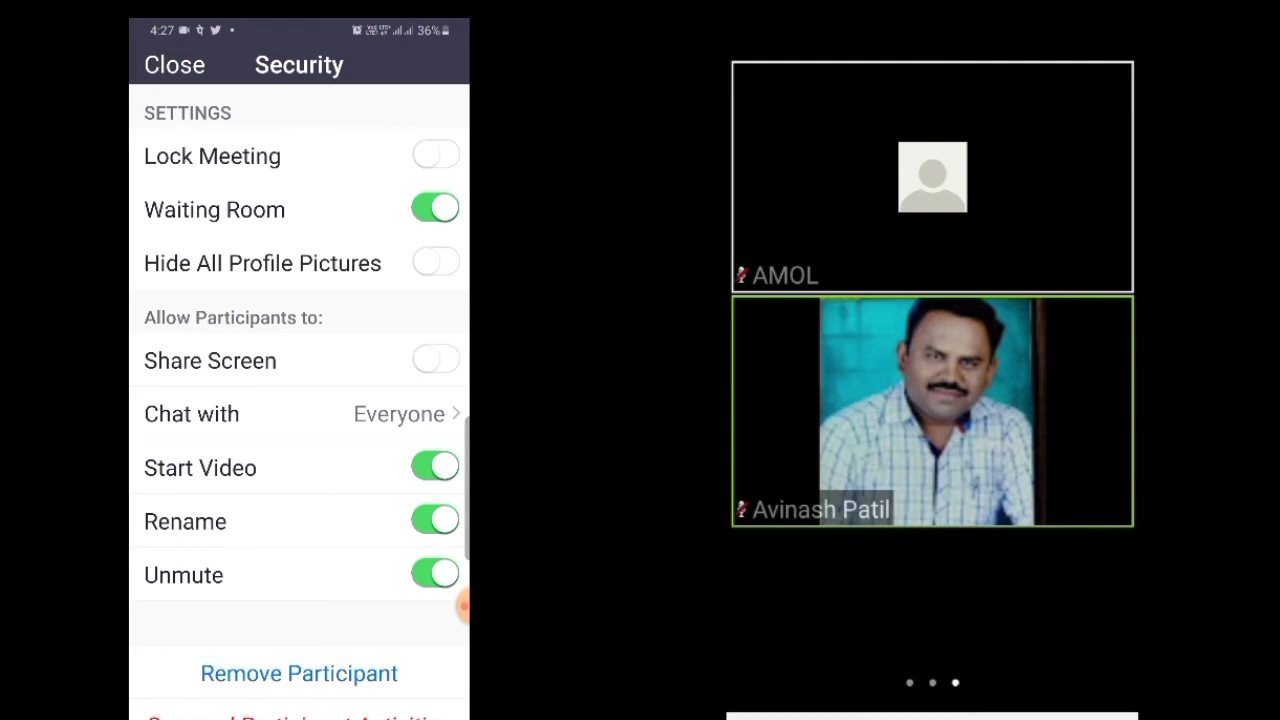 4:27
36%
Close Security
SETTINGS
Lock Meeting
Waiting Room
Hide All Profile Pictures
Allow Participants to:
Share Screen
Chat with Everyone
Start Video
Rename
Unmute
Remove Participant
AMOL
Avinash Patil